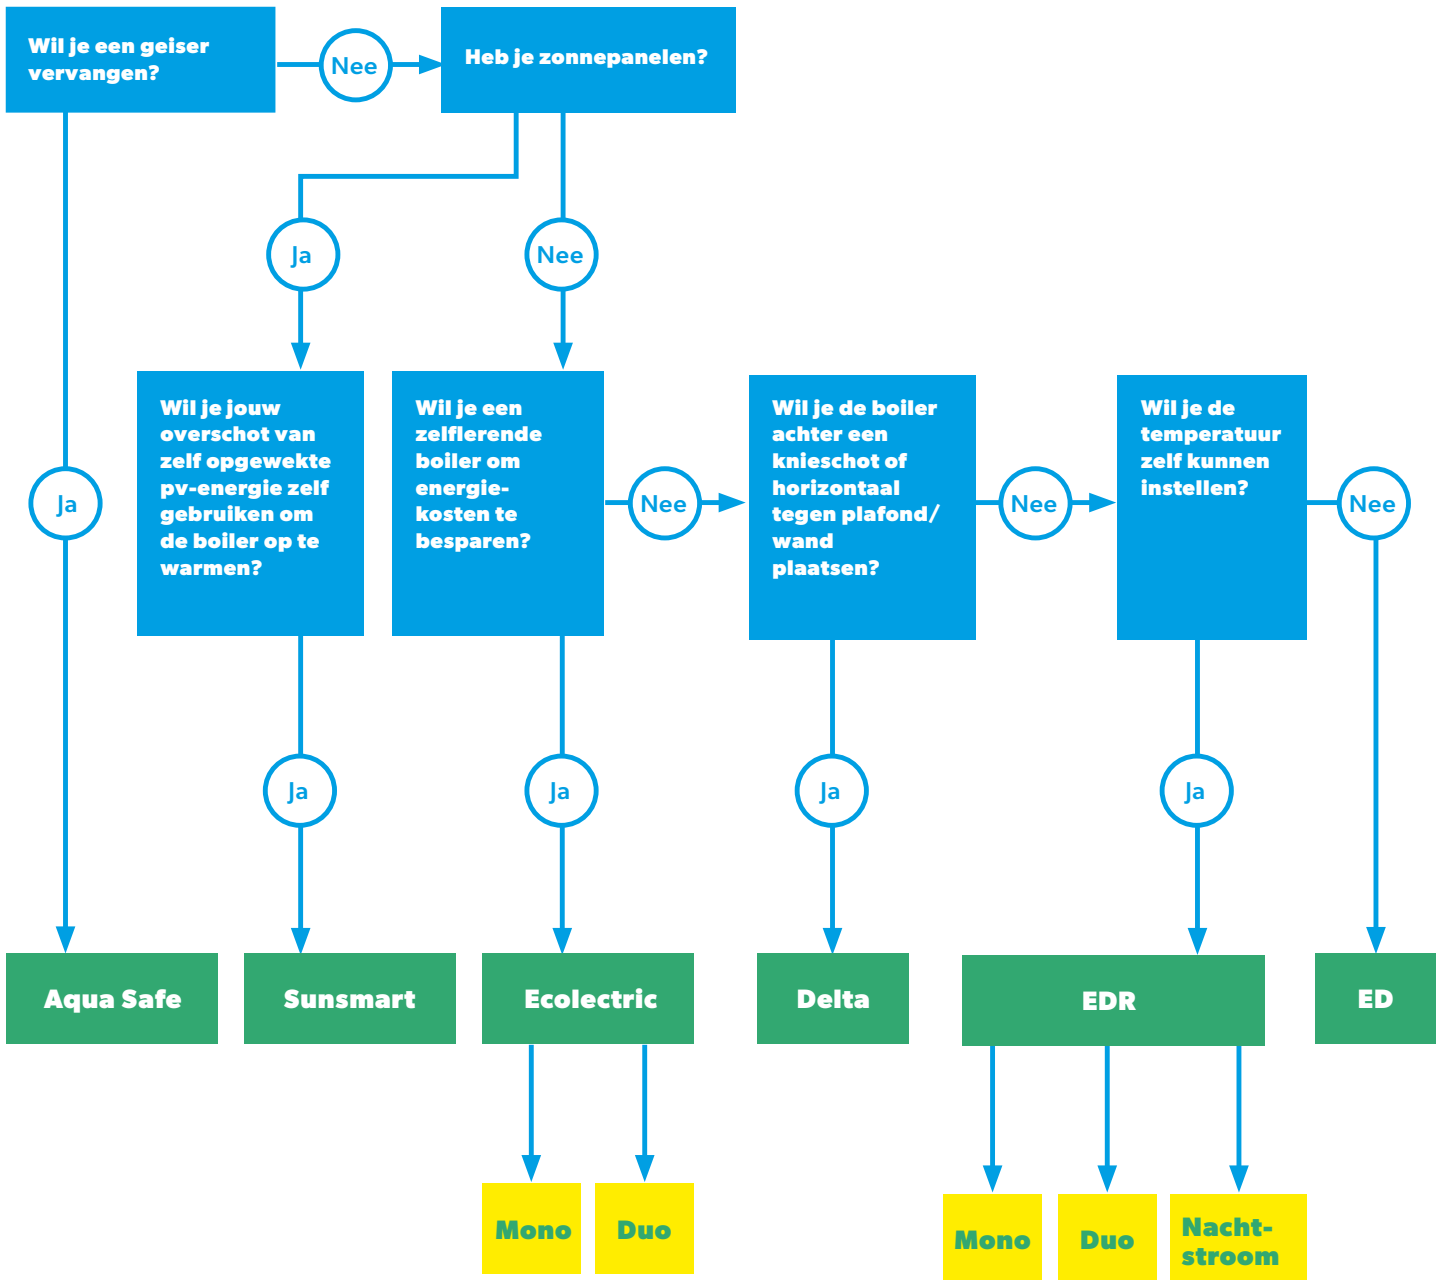 Wil je een geiser
vervangen?
Nee
Heb je zonnepanelen?
Ja
Nee
Wil je jouw
overschot van
zelf opgewekte
pv-energie zelf
gebruiken om
de boiler op te
warmen?
Wil je een
zelflerende
boiler om
energie-
kosten te
besparen?
Wil je de boiler
achter een
knieschot of
horizontaal
tegen plafond/
wand
plaatsen?
Wil je de
temperatuur
zelf kunnen
instellen?
Ja
Nee
Nee
Nee
Ja
Ja
Ja
Ja
Aqua Safe
Sunsmart
Ecolectric
Delta
EDR
ED
Mono
Duo
Mono
Duo
Nacht-
stroom